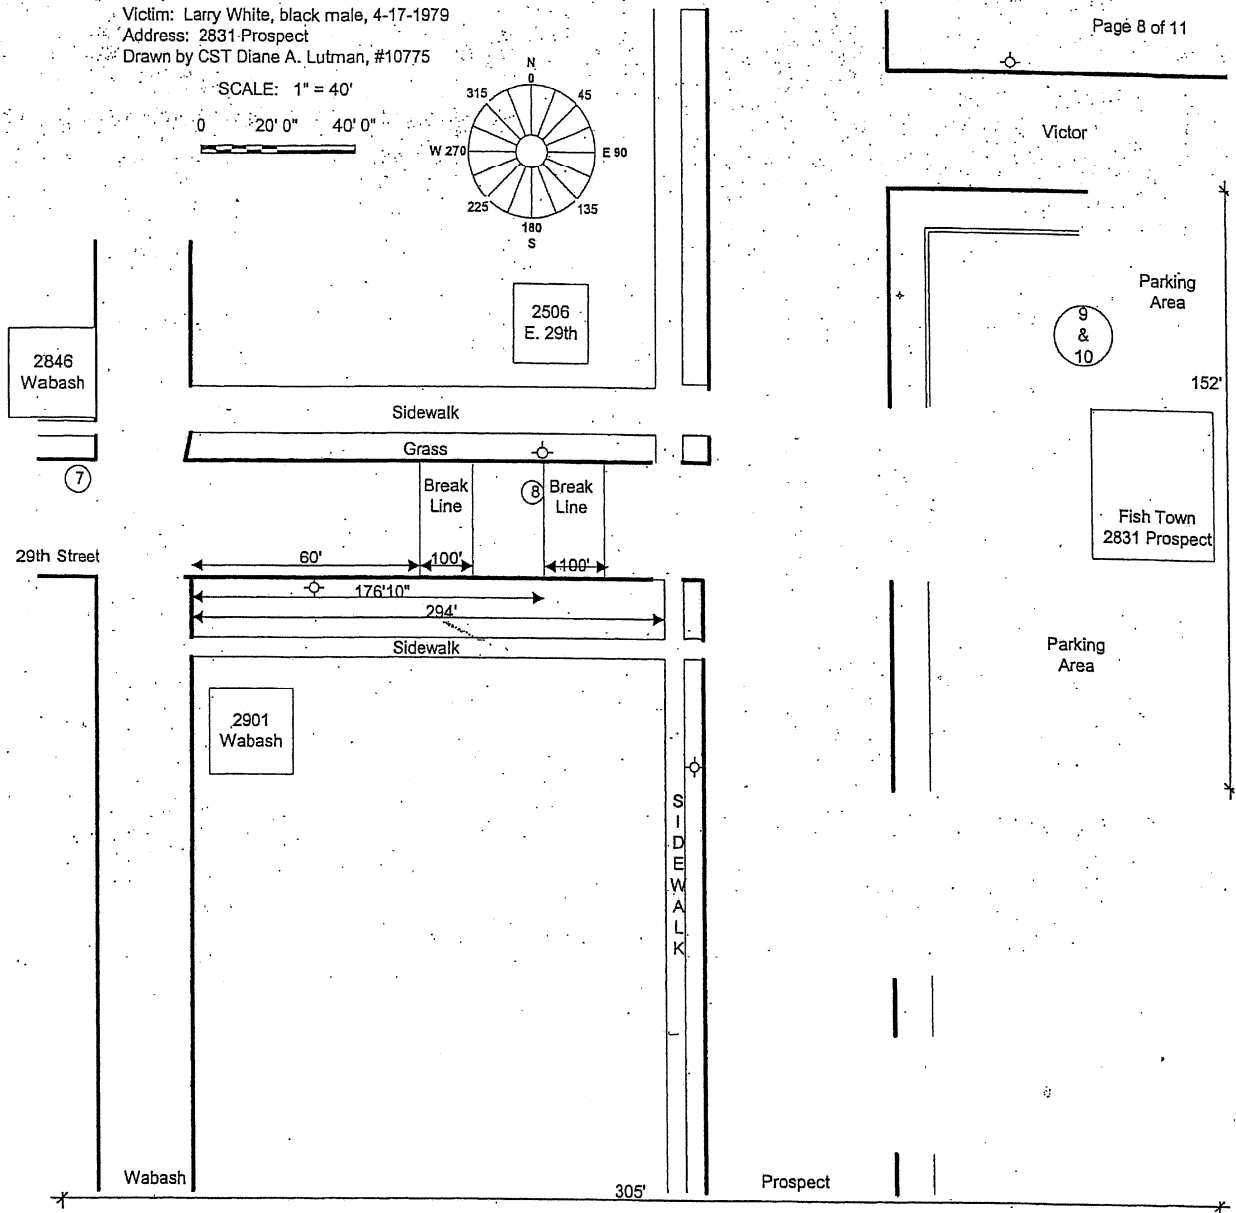 Victim: Larry White, black male, 4-17-1979
Address: 2831 Prospect
Drawn by CST Diane A. Lutman, #10775
Page 8 of 11
SCALE: 1" = 40'
0 20' 0" 40' 0"
N
0
315
45
W 270
E 90
225
135
180
S
Victor
2506
E. 29th
Parking
Area
9
&
10
2846
Wabash
152'
Sidewalk
Grass
7
Break
Line
8
Break
Line
Fish Town
2831 Prospect
29th Street
60'
100'
100'
176'10"
294'
Sidewalk
Parking
Area
2901
Wabash
S
I
D
E
W
A
L
K
Wabash
305'
Prospect